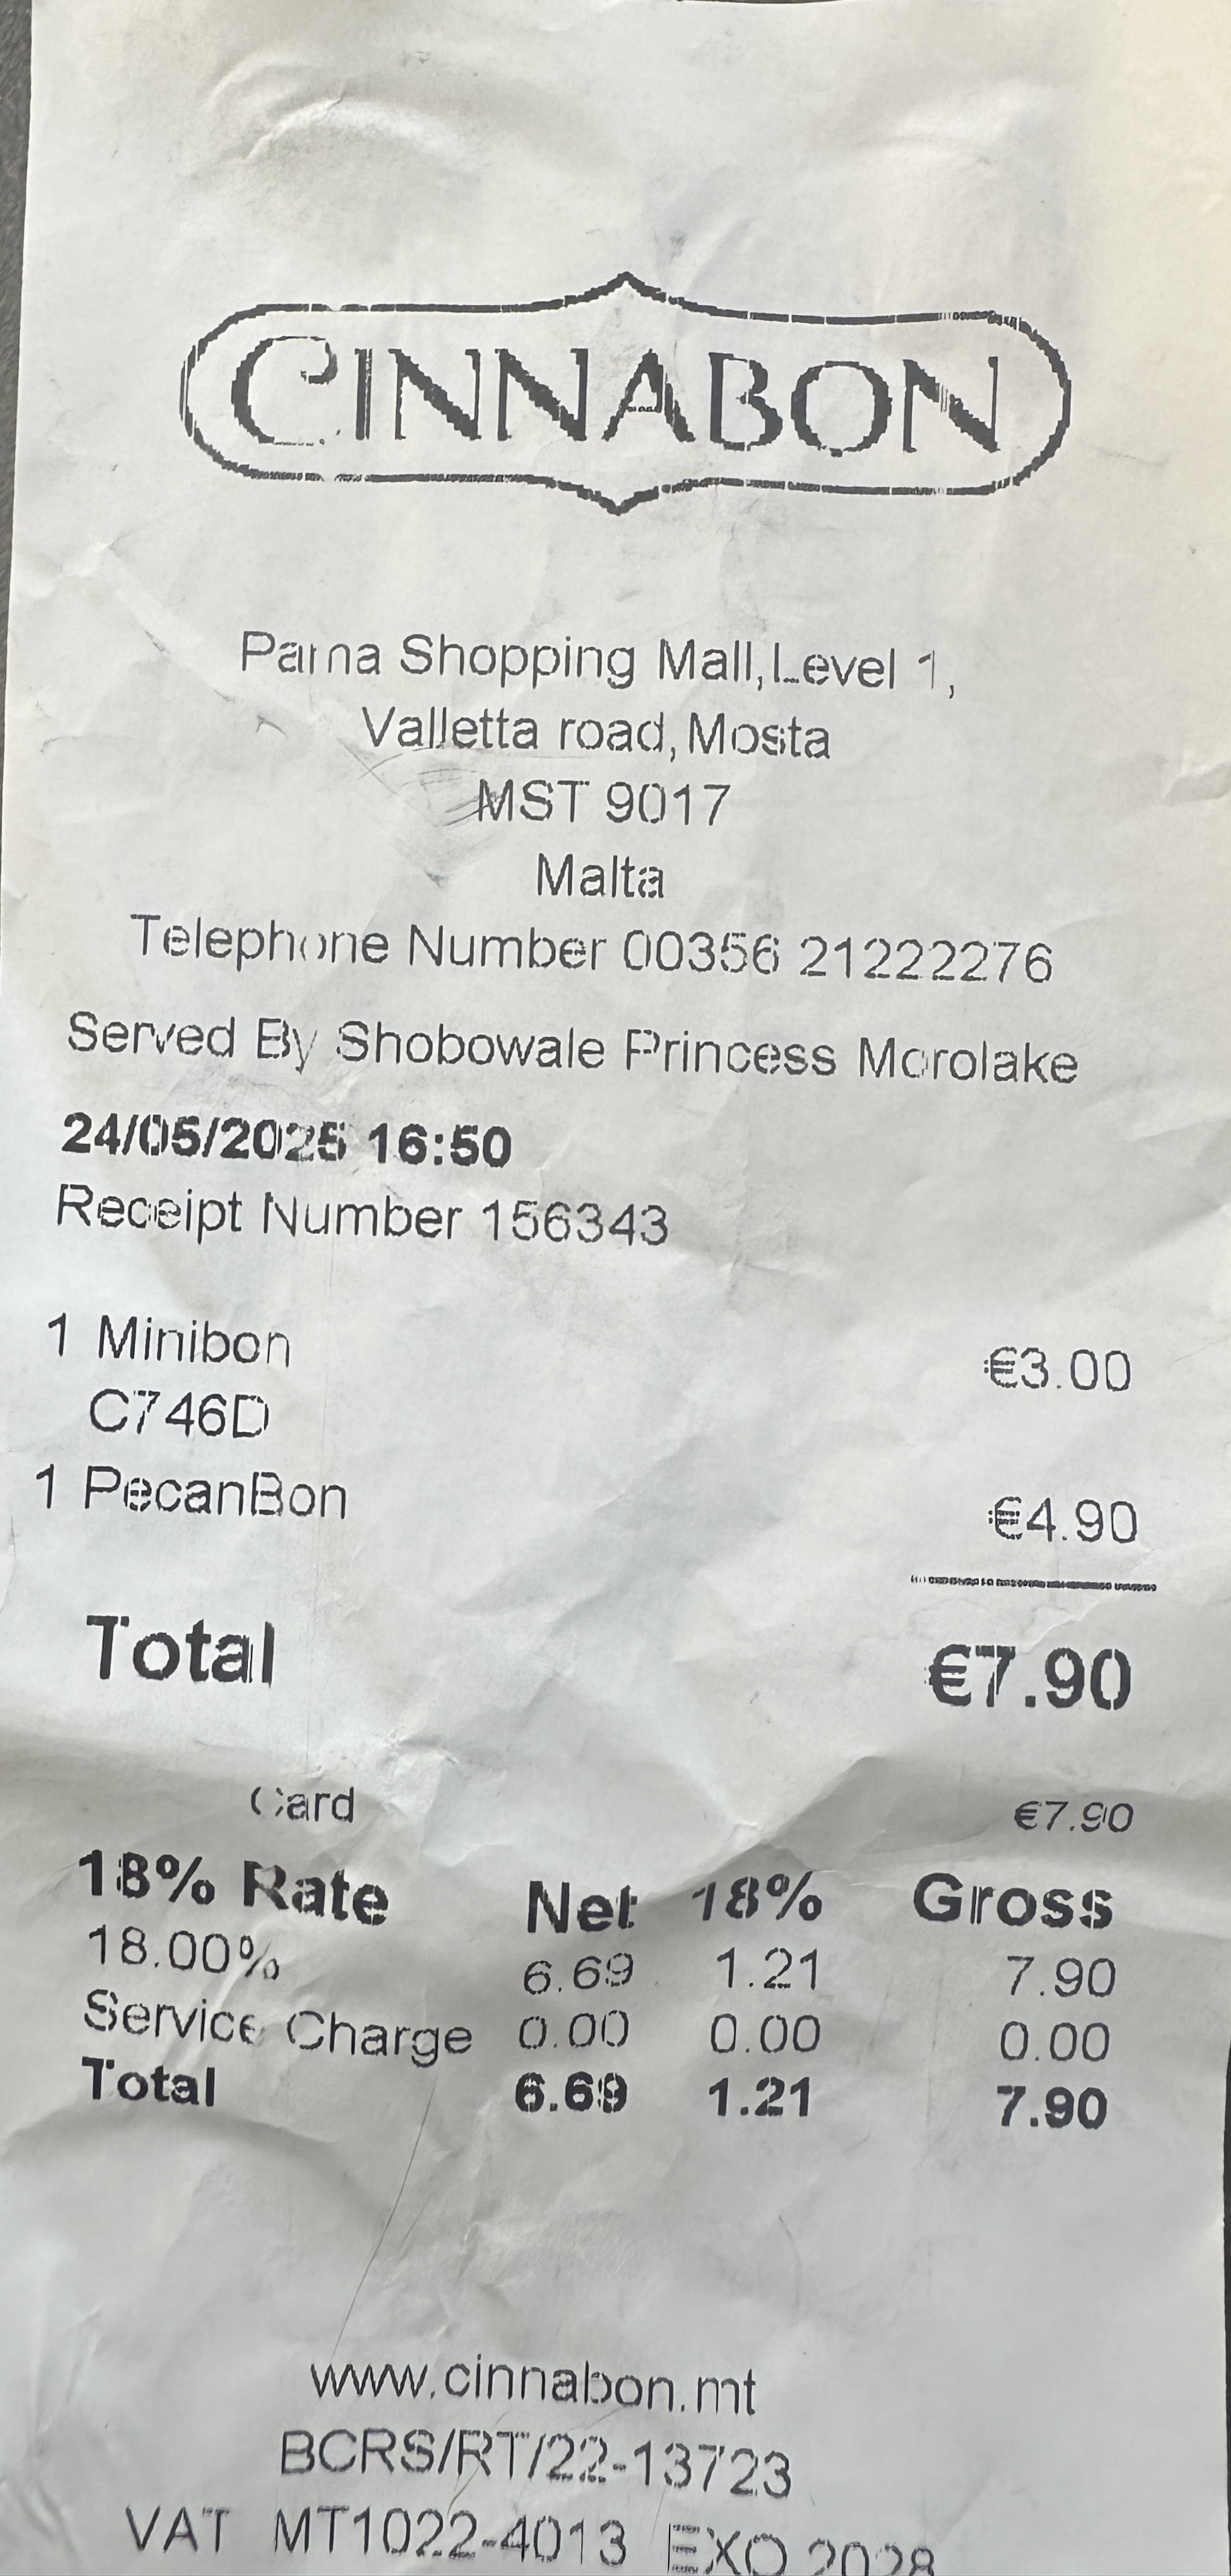 CINNABON
Pama Shopping Mall,Level 1,
Valletta road,Mosta
MST 9017
Malta
Telephone Number 00356 21222276
Served By Shobowale Princess Morolake
24/05/2025 16:50
Receipt Number 156343
1 Minibon €3.00
C746D
1 PecanBon €4.90
Total €7.90
Card €7.90
18% Rate Net 18% Gross
18.00% 6.69 1.21 7.90
Service Charge 0.00 0.00 0.00
Total 6.69 1.21 7.90
www.cinnabon.mt
BCRS/RT/22-13723
VAT MT1022-4013 EXO 2028